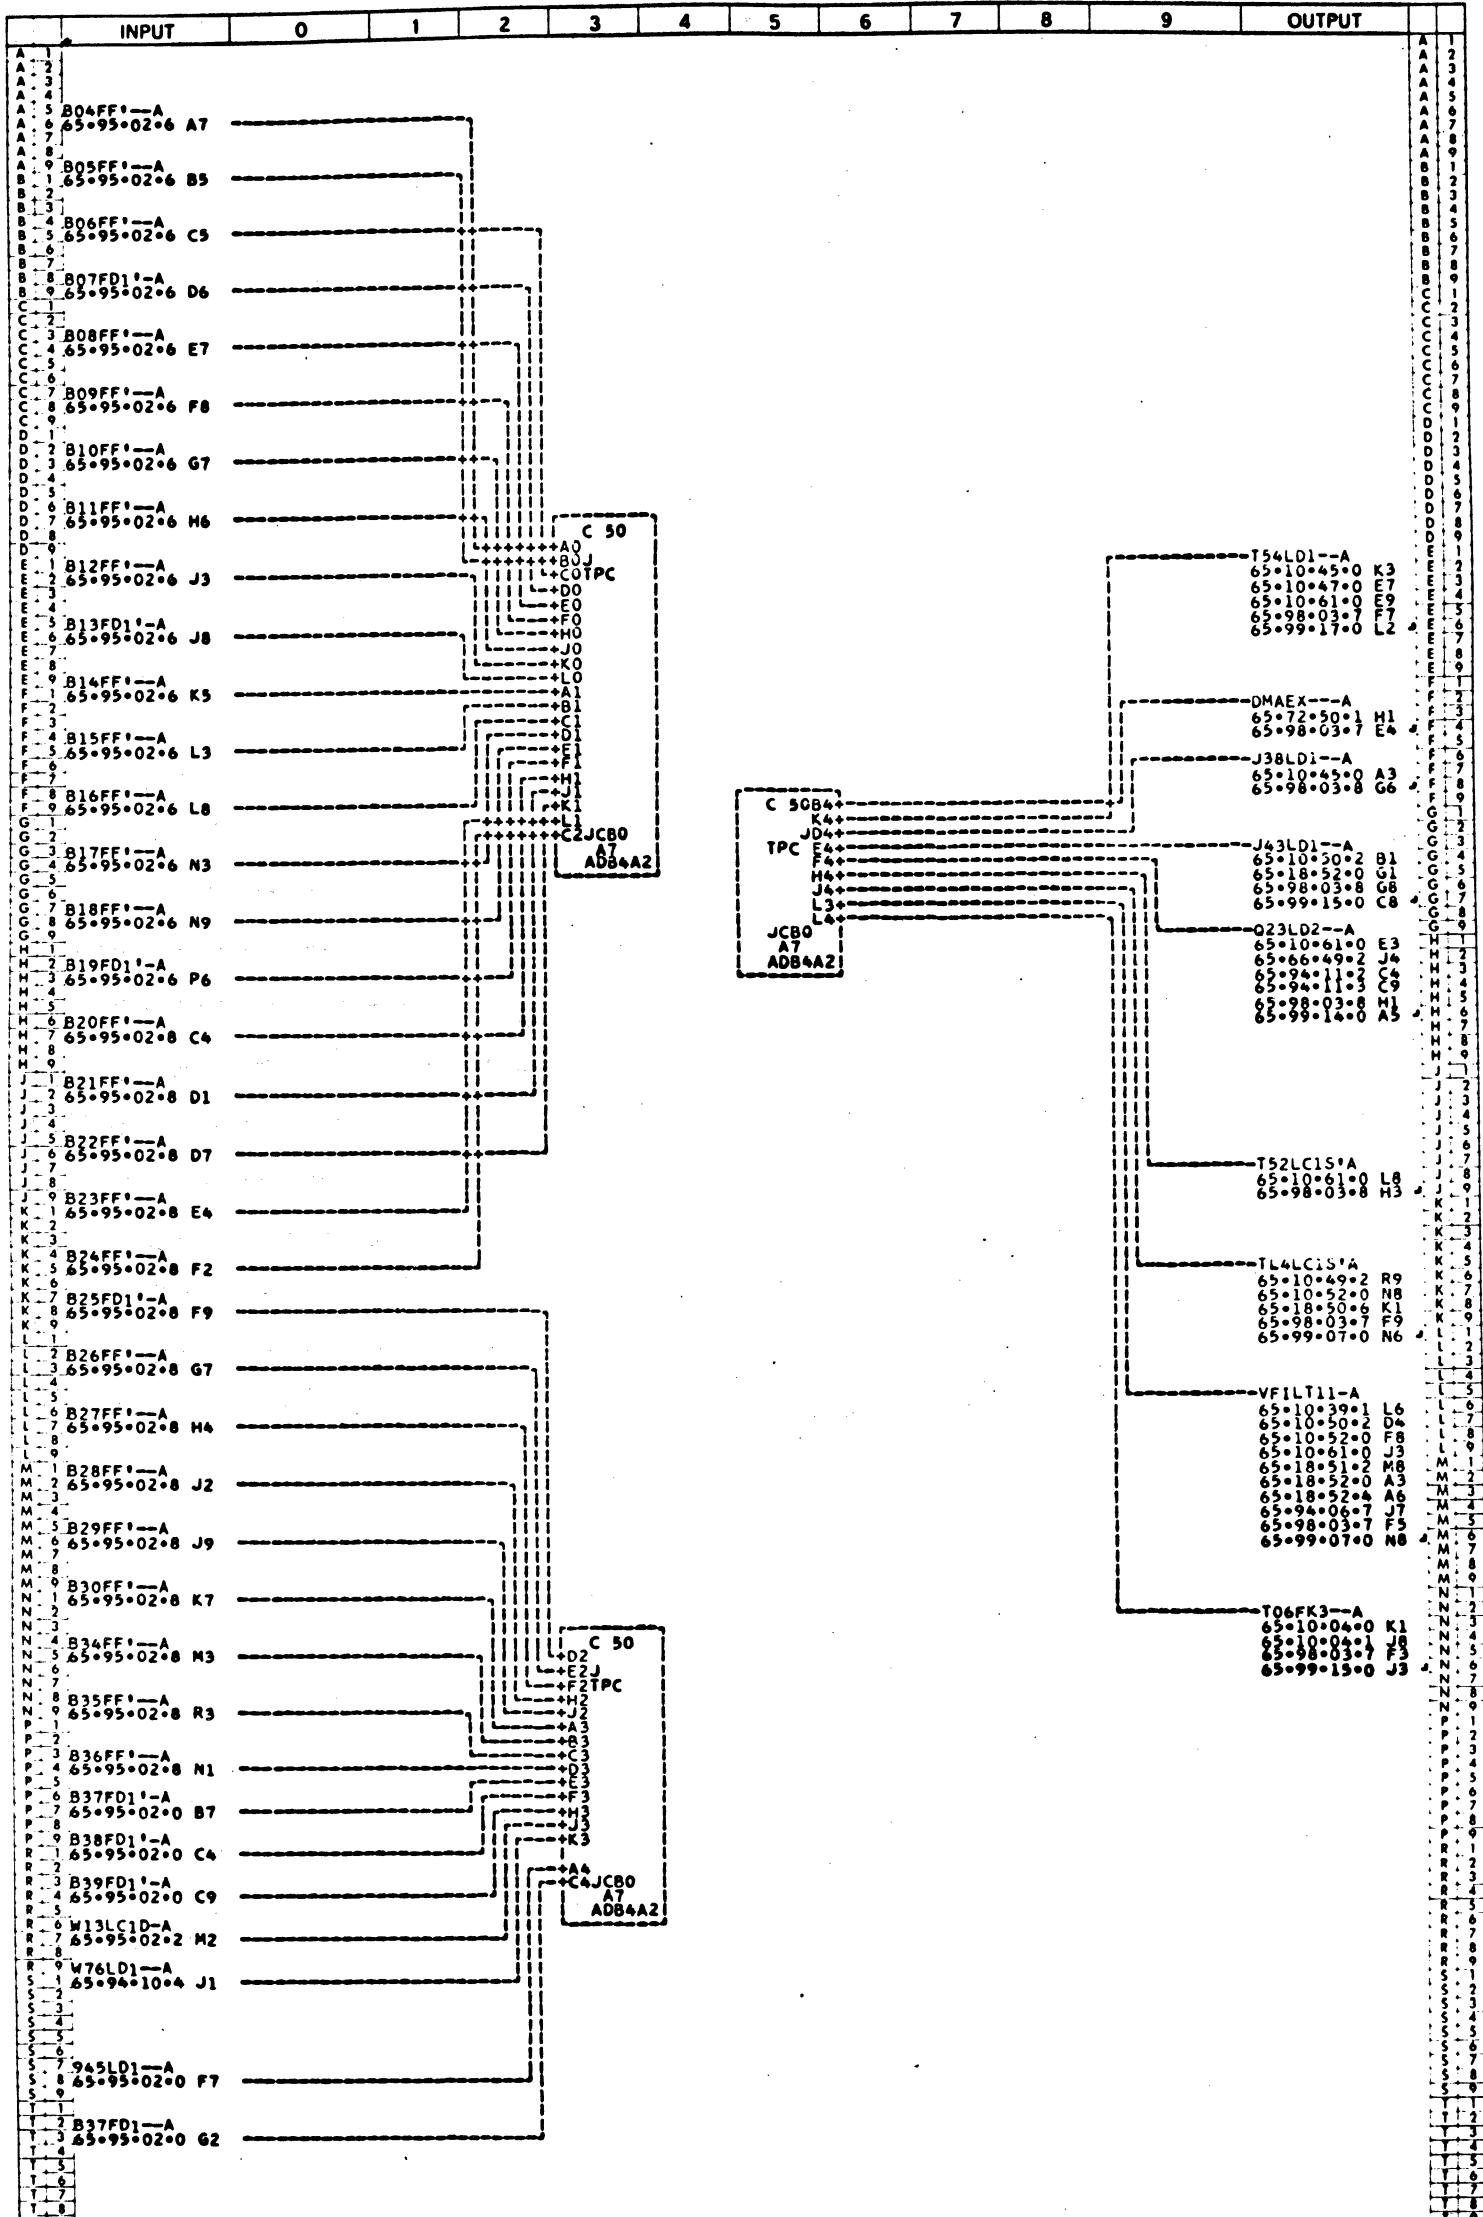 INPUT 0 1 2 3 4 5 6 7 8 9 OUTPUT
B04FF'--A
65•95•02•6 A7
B05FF'--A
65•95•02•6 B5
B06FF'--A
65•95•02•6 C5
B07FD1'-A
65•95•02•6 D6
B08FF'--A
65•95•02•6 E7
B09FF'--A
65•95•02•6 F8
B10FF'--A
65•95•02•6 G7
B11FF'--A
65•95•02•6 H6
B12FF'--A
65•95•02•6 J3
B13FD1'-A
65•95•02•6 J8
B14FF'--A
65•95•02•6 K5
B15FF'--A
65•95•02•6 L3
B16FF'--A
65•95•02•6 L8
B17FF'--A
65•95•02•6 N3
B18FF'--A
65•95•02•6 N9
B19FD1'-A
65•95•02•6 P6
B20FF'--A
65•95•02•8 C4
B21FF'--A
65•95•02•8 D1
B22FF'--A
65•95•02•8 D7
B23FF'--A
65•95•02•8 E4
B24FF'--A
65•95•02•8 F2
B25FD1'-A
65•95•02•8 F9
B26FF'--A
65•95•02•8 G7
B27FF'--A
65•95•02•8 H4
B28FF'--A
65•95•02•8 J2
B29FF'--A
65•95•02•8 J9
B30FF'--A
65•95•02•8 K7
B34FF'--A
65•95•02•8 M3
B35FF'--A
65•95•02•8 R3
B36FF'--A
65•95•02•8 N1
B37FD1'-A
65•95•02•0 B7
B38FD1'-A
65•95•02•0 C4
B39FD1'-A
65•95•02•0 C9
W13LC1D-A
65•95•02•2 M2
W76LD1--A
65•94•10•4 J1
945LD1--A
65•95•02•0 F7
B37FD1--A
65•95•02•0 G2
C 50
+A0
+B0J
+C0TPC
+D0
+E0
+F0
+H0
+J0
+K0
+L0
+A1
+B1
+C1
+D1
+E1
+F1
+H1
+J1
+K1
+L1
+C2JCB0
A7
ADB4A2
C 50
+D2
+E2J
+F2TPC
+H2
+J2
+A3
+B3
+C3
+D3
+E3
+F3
+H3
+J3
+K3
+A4
+C4JCB0
A7
ADB4A2
C 50B4+
K4+
JD4+
TPC E4+
F4+
H4+
J4+
L3+
L4+
JCB0
A7
ADB4A2
T54LD1--A
65•10•45•0 K3
65•10•47•0 E7
65•10•61•0 E9
65•98•03•7 F7
65•99•17•0 L2
DMAEX---A
65•72•50•1 H1
65•98•03•7 E4
J38LD1--A
65•10•45•0 A3
65•98•03•8 G6
J43LD1--A
65•10•50•2 B1
65•18•52•0 G1
65•98•03•8 G8
65•99•15•0 C8
Q23LD2--A
65•10•61•0 E3
65•66•49•2 J4
65•94•11•2 C4
65•94•11•3 C9
65•98•03•8 H1
65•99•14•0 A5
T52LC1S'A
65•10•61•0 L8
65•98•03•8 H3
TL4LC1S'A
65•10•49•2 R9
65•10•52•0 N8
65•18•50•6 K1
65•98•03•7 F9
65•99•07•0 N6
VF1LT11-A
65•10•39•1 L6
65•10•50•2 D4
65•10•52•0 F8
65•10•61•0 J3
65•18•51•2 M8
65•18•52•0 A3
65•18•52•4 A6
65•94•06•7 J7
65•98•03•7 F5
65•99•07•0 N8
T06FK3--A
65•10•04•0 K1
65•10•04•1 J8
65•98•03•7 F3
65•99•15•0 J3